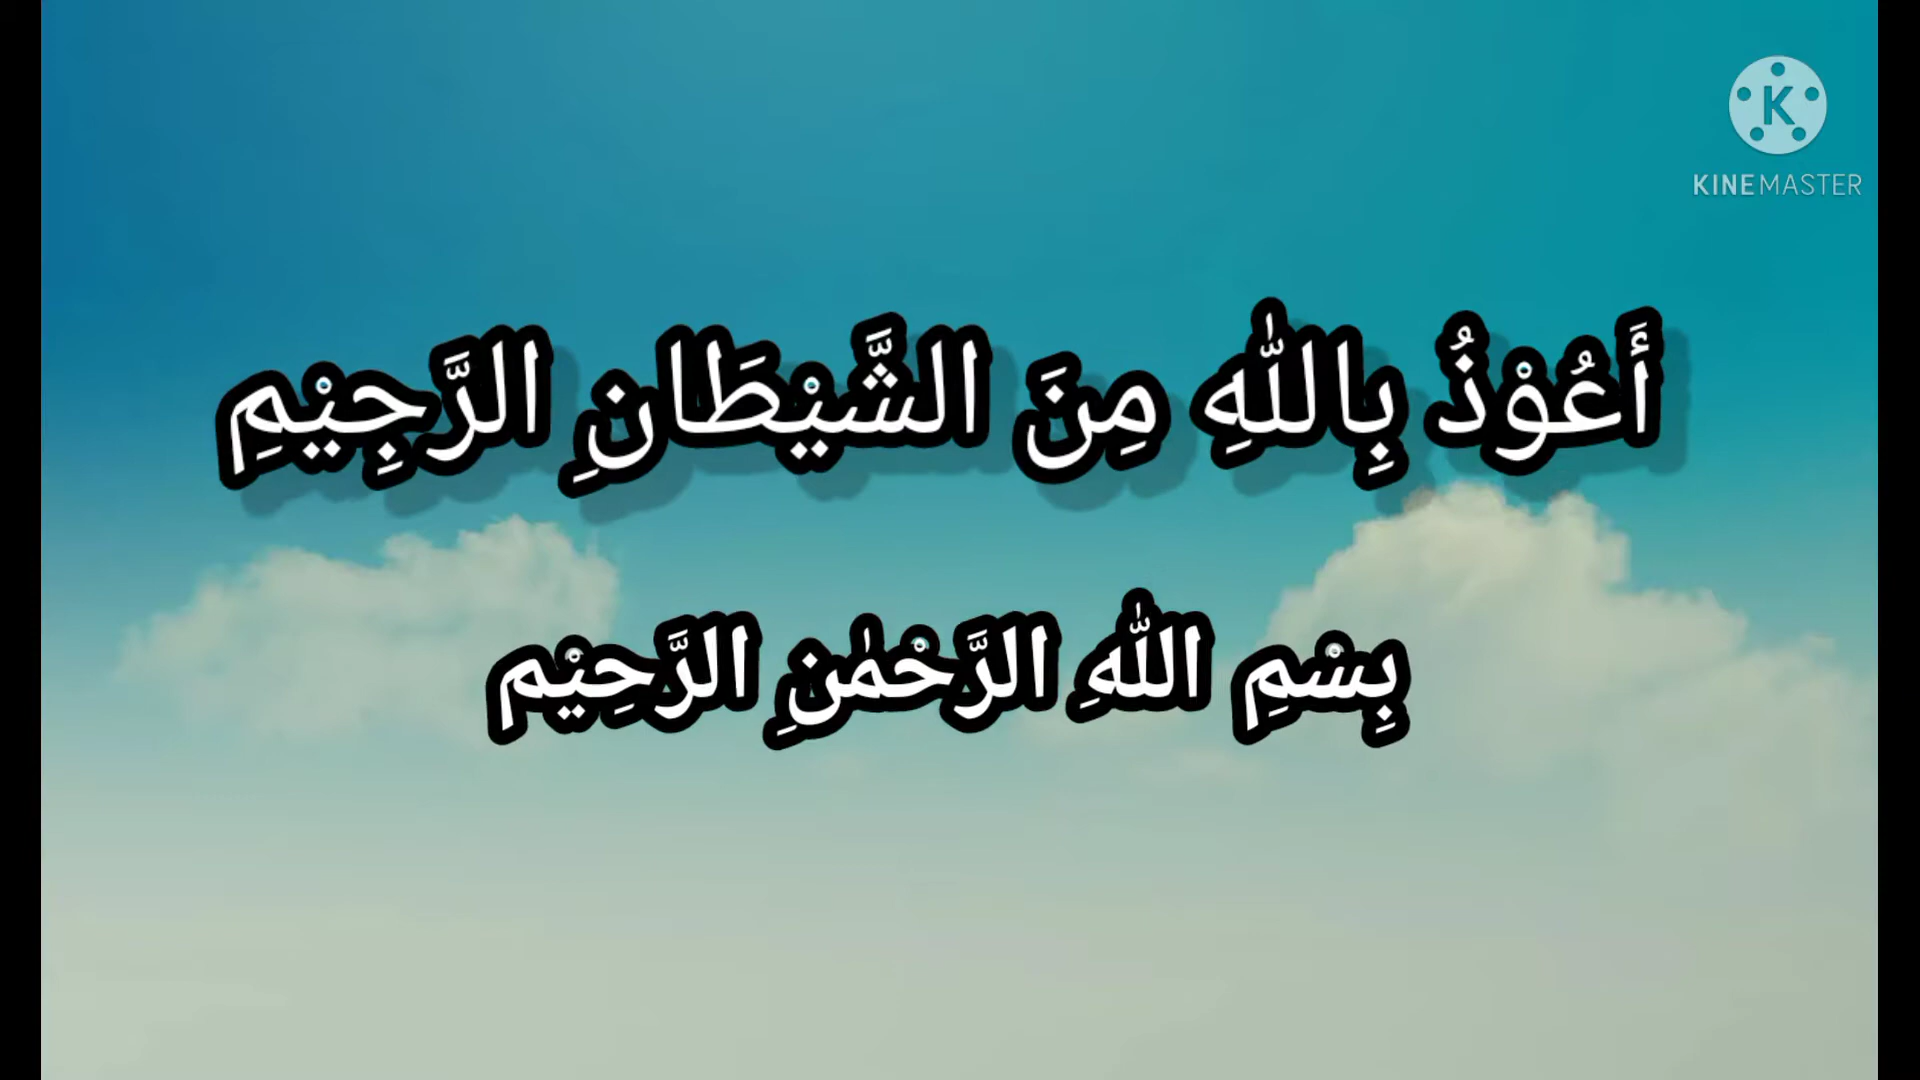 KINEMASTER
أَعُوْذُ بِاللّٰهِ مِنَ الشَّيْطَانِ الرَّجِيْمِ
بِسْمِ اللّٰهِ الرَّحْمٰنِ الرَّحِيْم